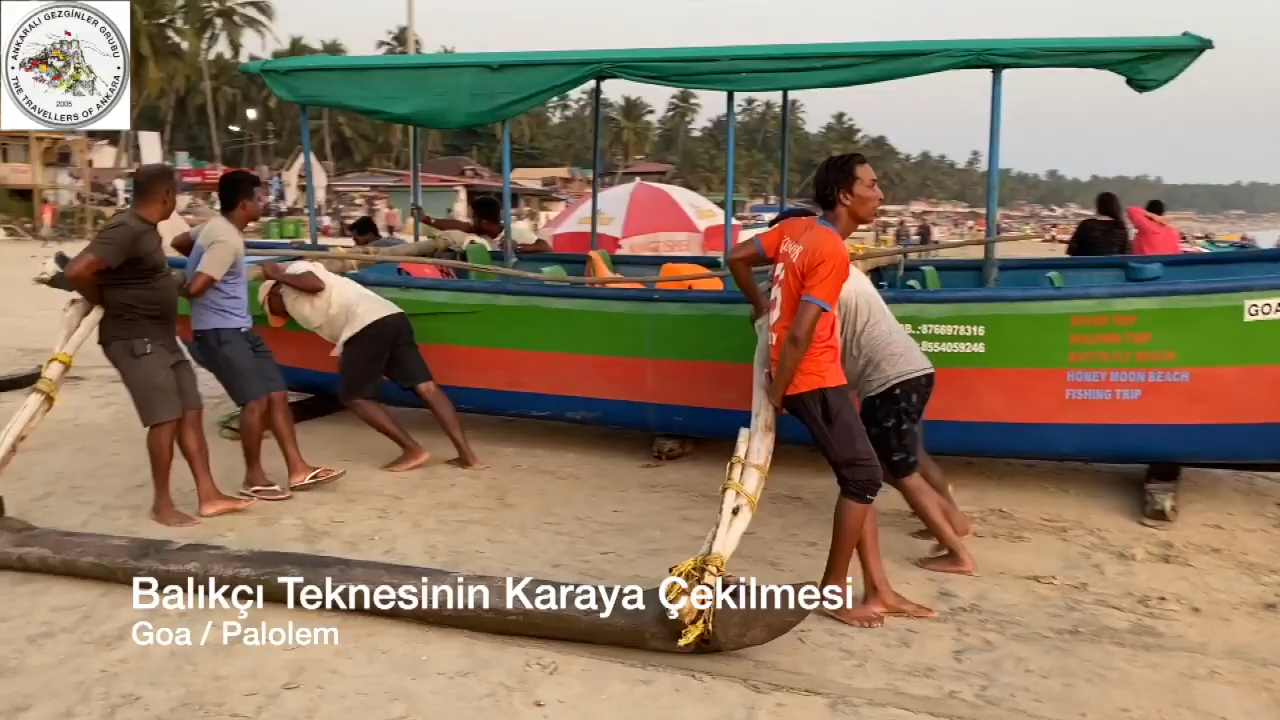 ANKARALI GEZGİNLER GRUBU
2005
THE TRAVELLERS OF ANKARA
8766978316
8554059246
GOA
HONEY MOON BEACH
FISHING TRIP
Balıkçı Teknesinin Karaya Çekilmesi
Goa / Palolem